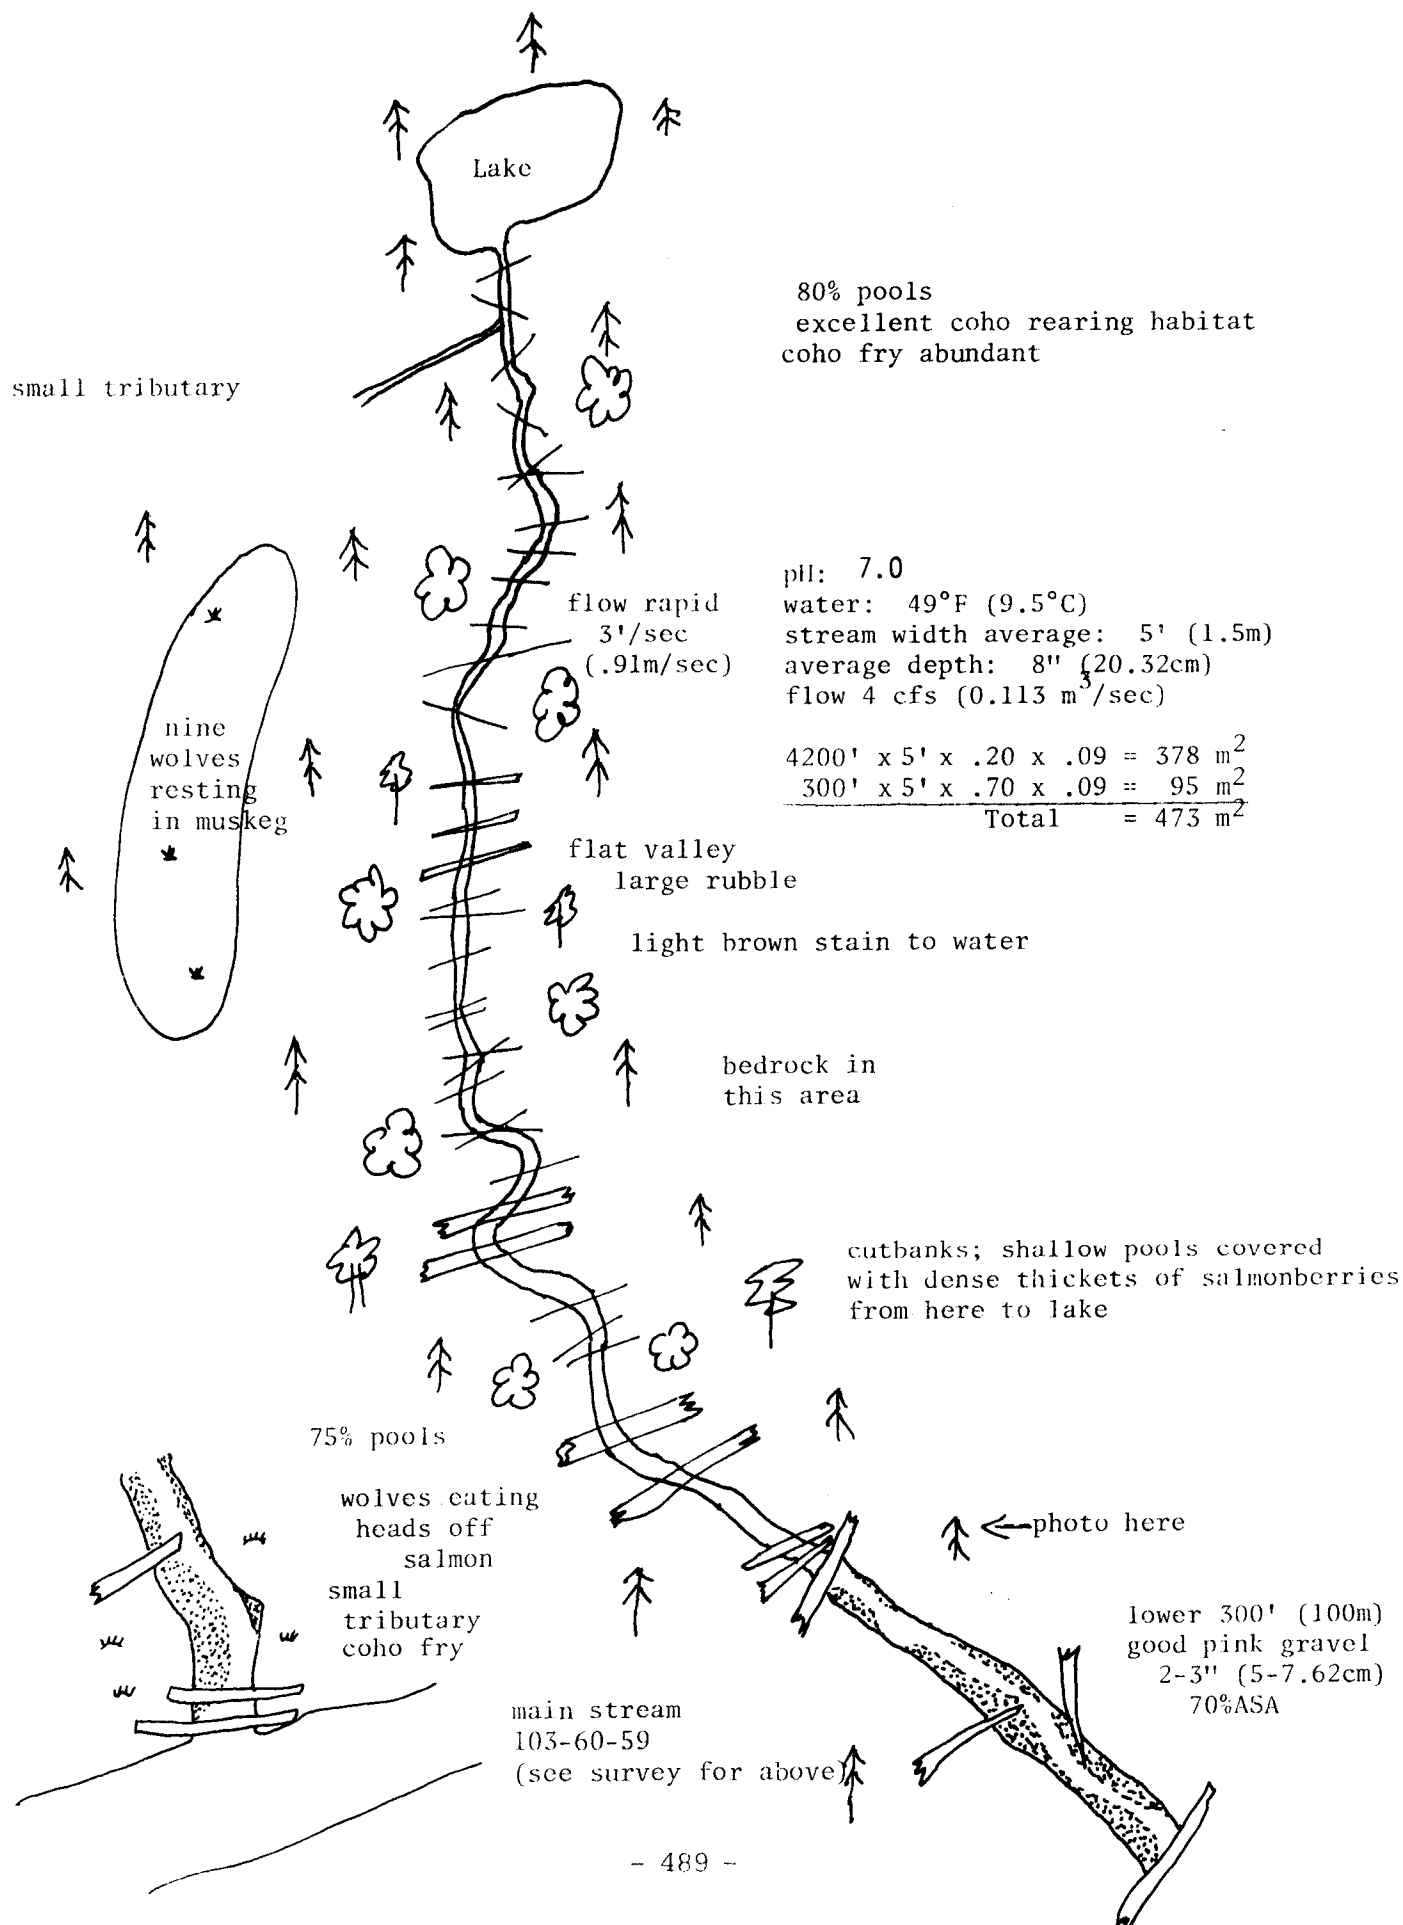 Lake
80% pools
excellent coho rearing habitat
coho fry abundant
small tributary
flow rapid
3'/sec
(.91m/sec)
pH: 7.0
water: 49°F (9.5°C)
stream width average: 5' (1.5m)
average depth: 8" (20.32cm)
flow 4 cfs (0.113 m³/sec)
4200' x 5' x .20 x .09 = 378 m²
300' x 5' x .70 x .09 = 95 m²
Total = 473 m²
nine
wolves
resting
in muskeg
flat valley
large rubble
light brown stain to water
bedrock in
this area
cutbanks; shallow pools covered
with dense thickets of salmonberries
from here to lake
75% pools
wolves eating
heads off
salmon
small
tributary
coho fry
photo here
lower 300' (100m)
good pink gravel
2-3" (5-7.62cm)
70%ASA
main stream
103-60-59
(see survey for above)
- 489 -